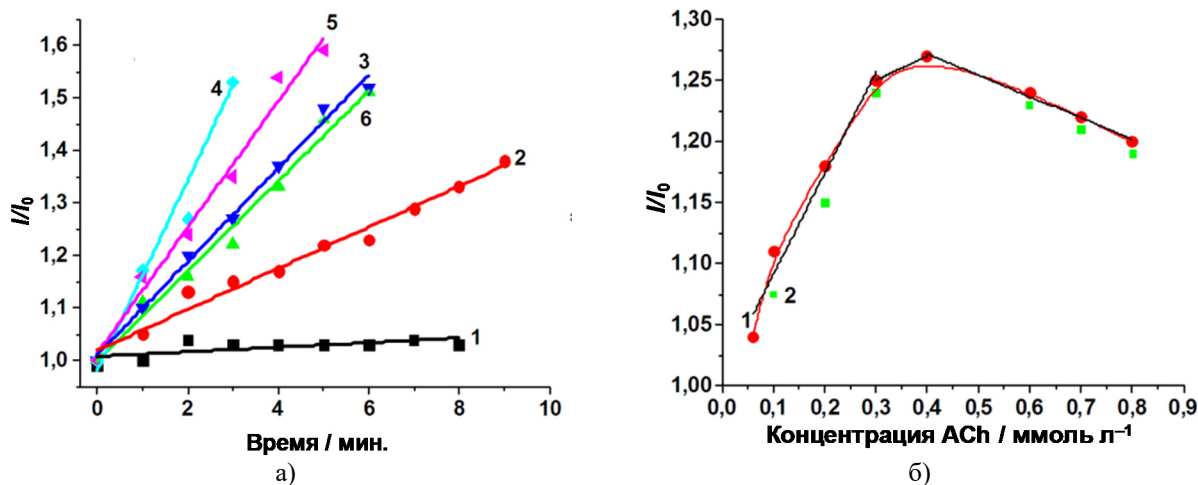 1,6
1,5
1,4
1,3
1,2
1,1
1,0
0 2 4 6 8 10
5
3
4
6
2
1
I/I₀
Время / мин.
а)
1,30
1,25
1,20
1,15
1,10
1,05
1,00
0,0 0,1 0,2 0,3 0,4 0,5 0,6 0,7 0,8 0,9
1
2
I/I₀
Концентрация ACh / ммоль л⁻¹
б)